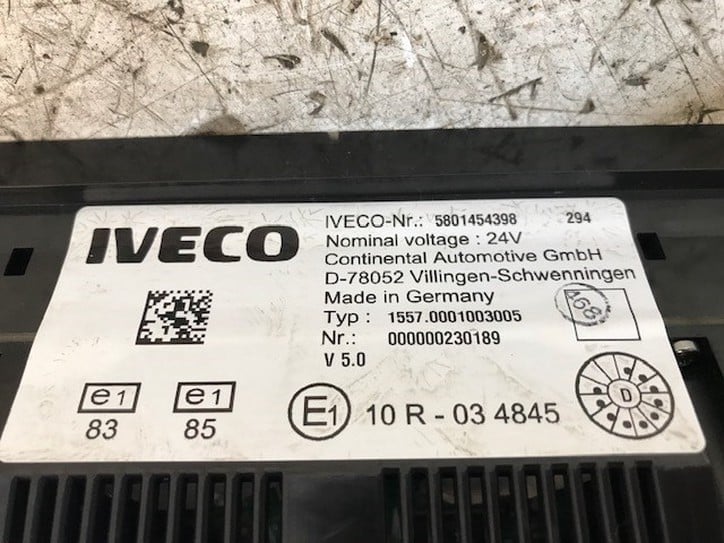 IVECO
IVECO-Nr.: 5801454398 294
Nominal voltage : 24V
Continental Automotive GmbH
D-78052 Villingen-Schwenningen
Made in Germany
Typ : 1557.0001003005
Nr.: 000000230189
V 5.0
A68
e1
83
e1
85
E1 10 R - 03 4845
D